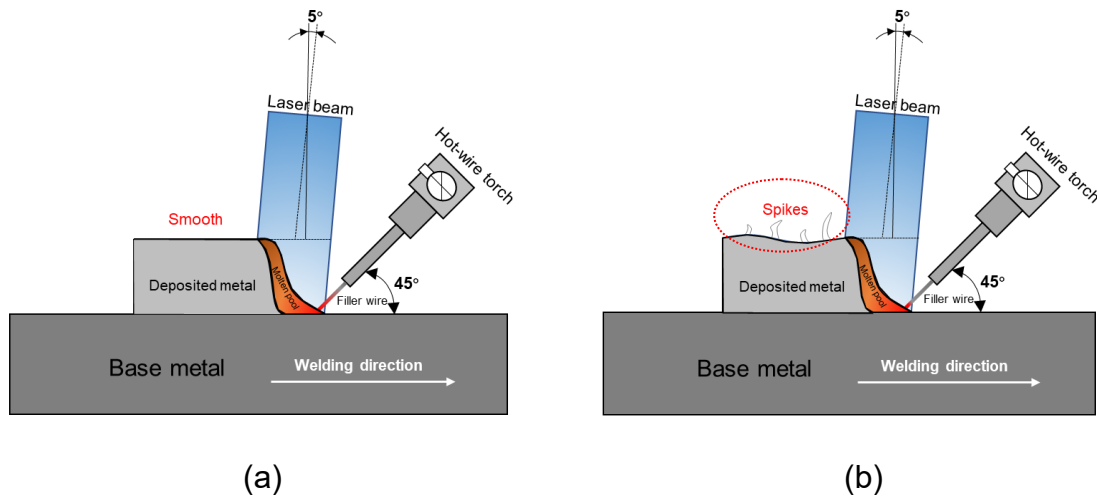 5°
Laser beam
Hot-wire torch
Smooth
45°
Deposited metal
Molten pool
Filler wire
Base metal
Welding direction
(a)
5°
Laser beam
Hot-wire torch
Spikes
45°
Deposited metal
Molten pool
Filler wire
Base metal
Welding direction
(b)